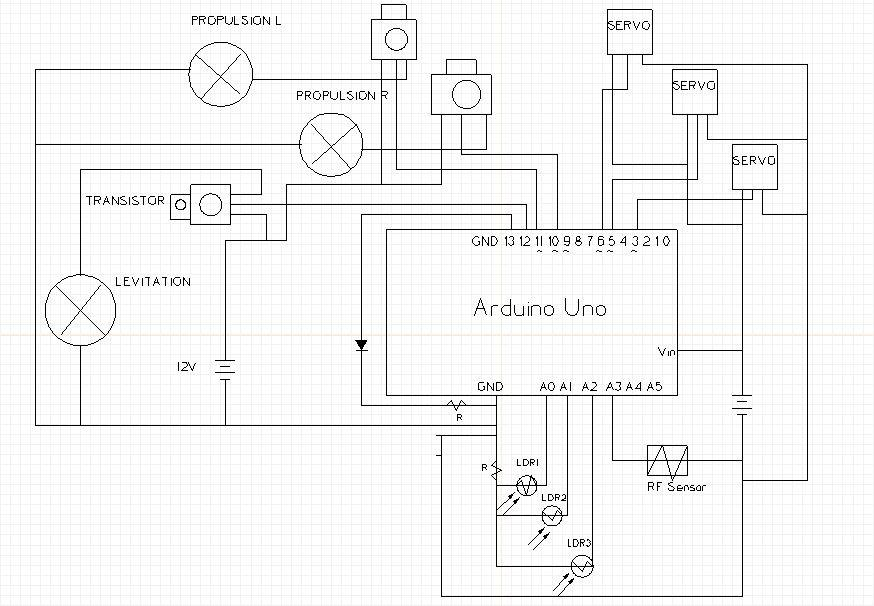 PROPULSION L
SERVO
SERVO
PROPULSION R
SERVO
TRANSISTOR
GND 13 12 11 10 9 8 7 6 5 4 3 2 1 0
~ ~ ~ ~ ~ ~
LEVITATION
Arduino Uno
Vin
12V
GND A0 A1 A2 A3 A4 A5
R
R
LDR1
LDR2
RF Sensor
LDR3